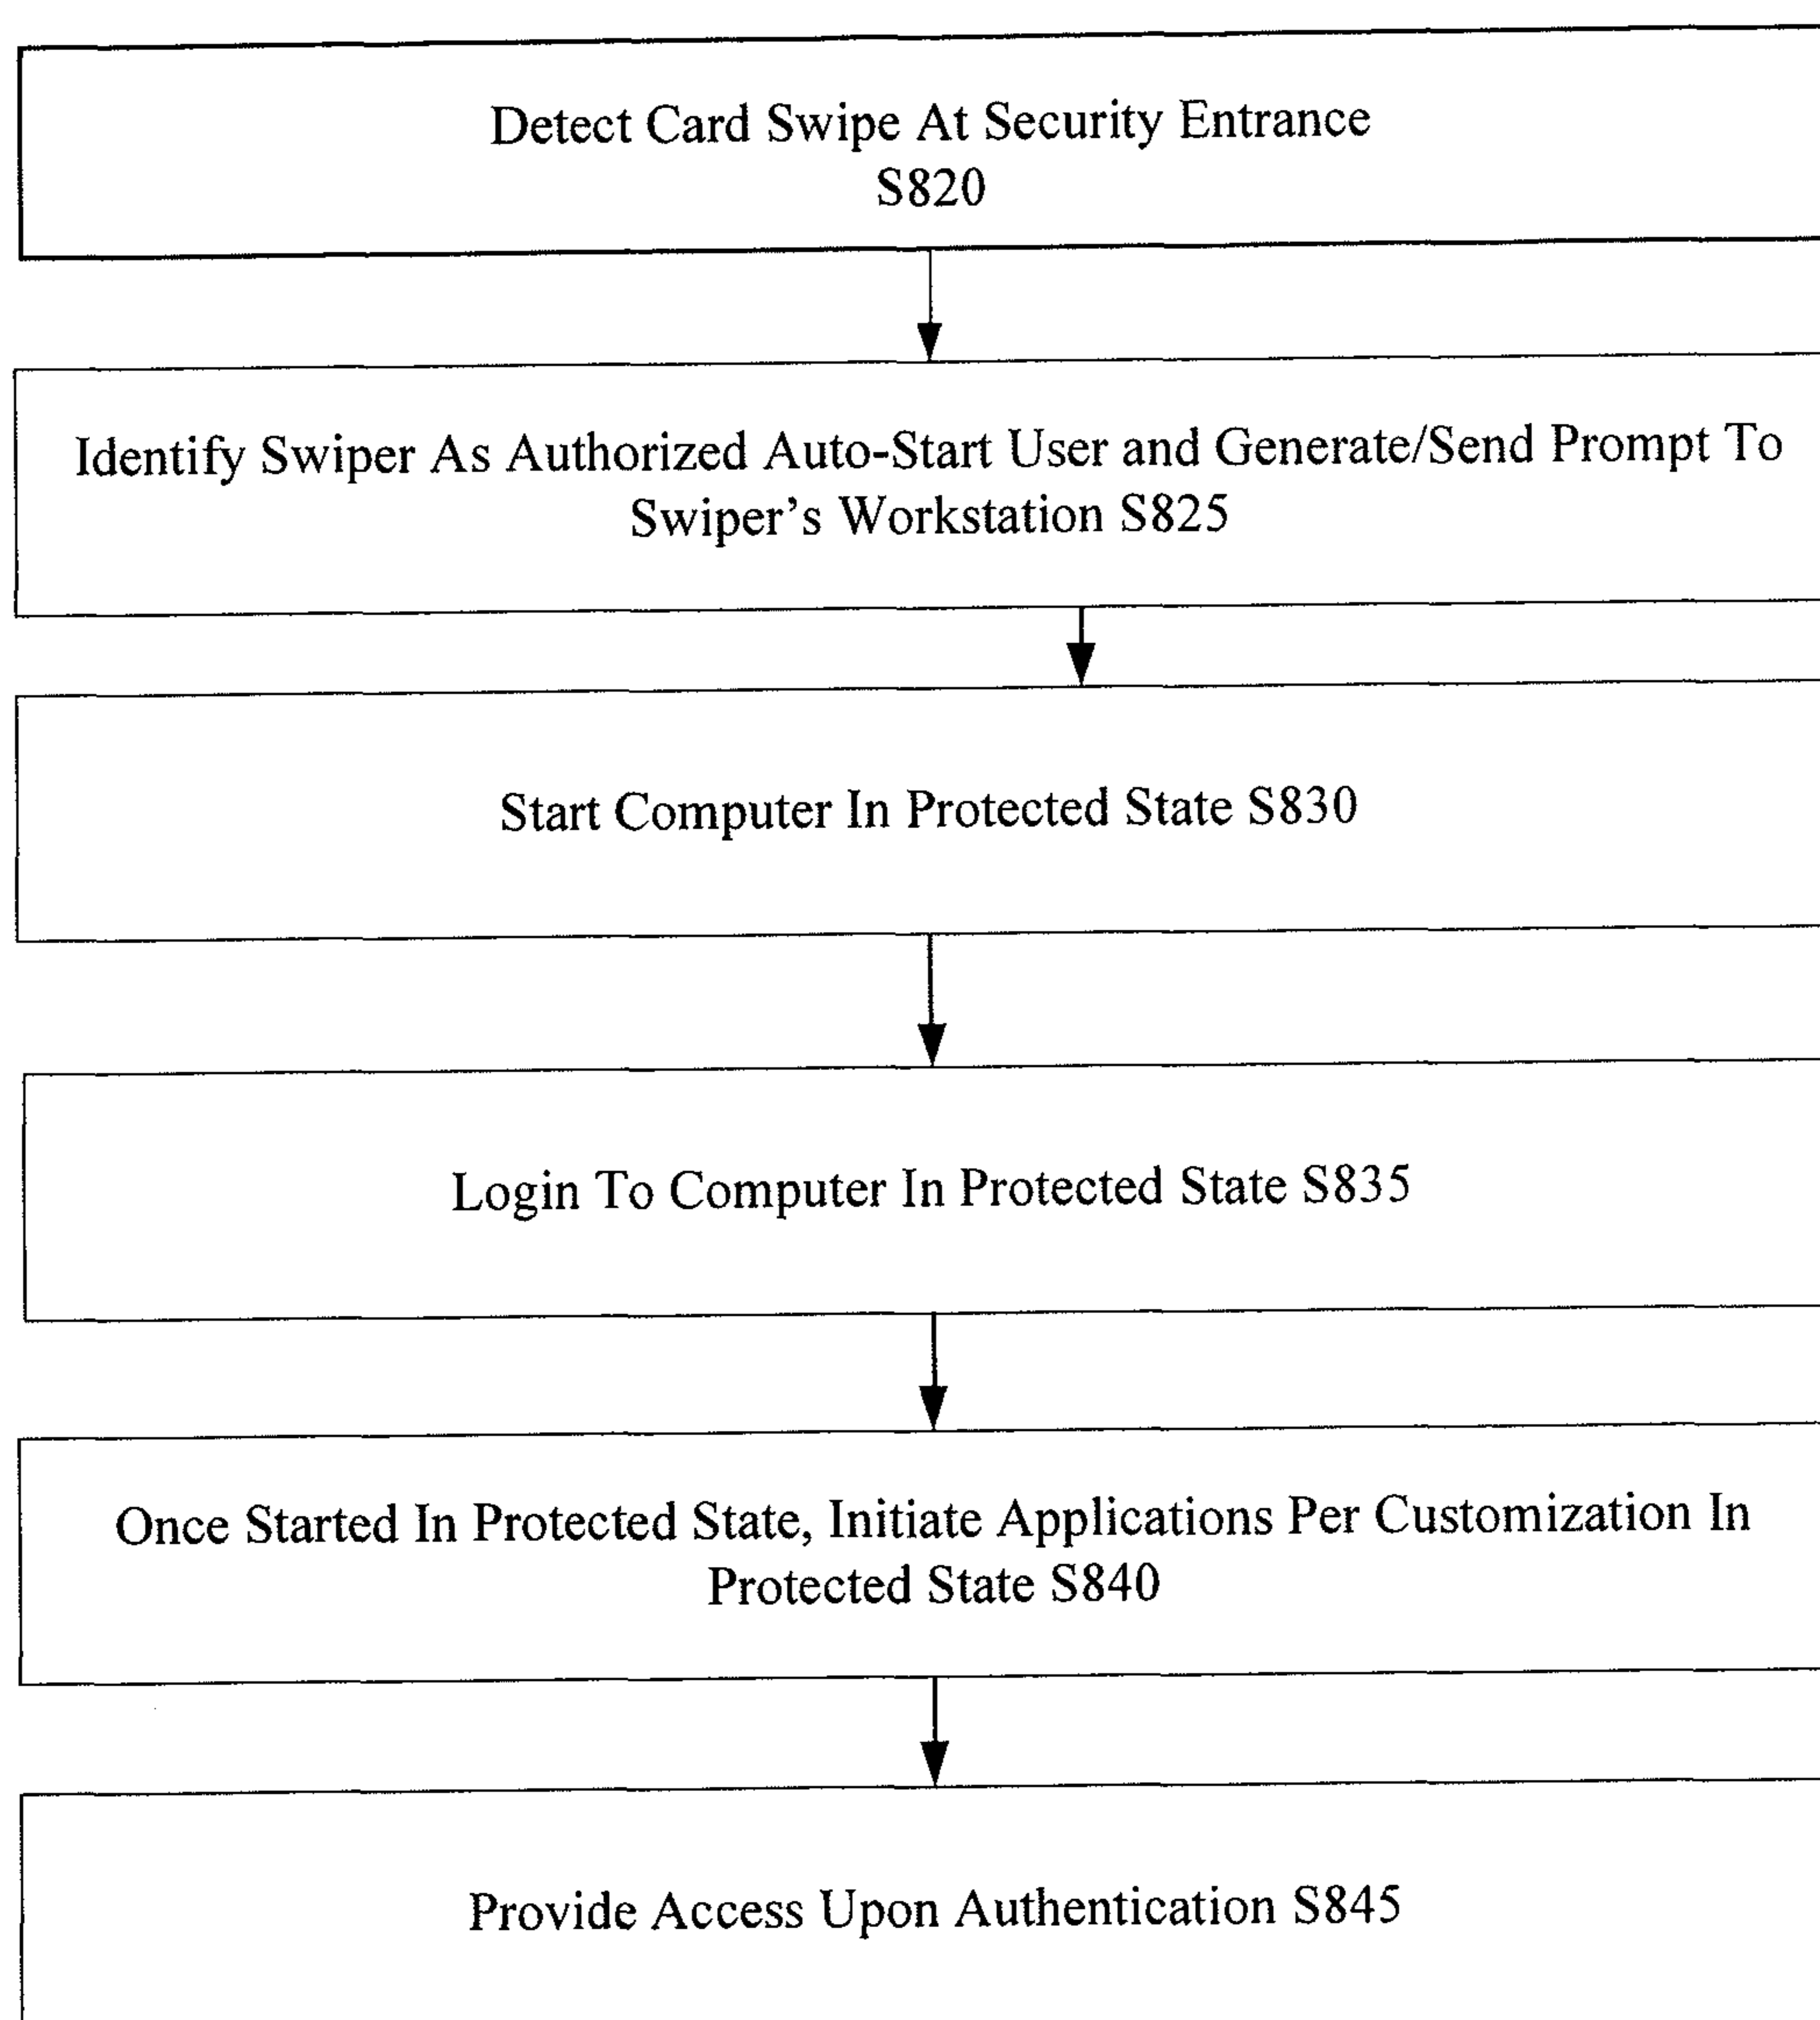 Detect Card Swipe At Security Entrance
S820
Identify Swiper As Authorized Auto-Start User and Generate/Send Prompt To
Swiper's Workstation S825
Start Computer In Protected State S830
Login To Computer In Protected State S835
Once Started In Protected State, Initiate Applications Per Customization In
Protected State S840
Provide Access Upon Authentication S845